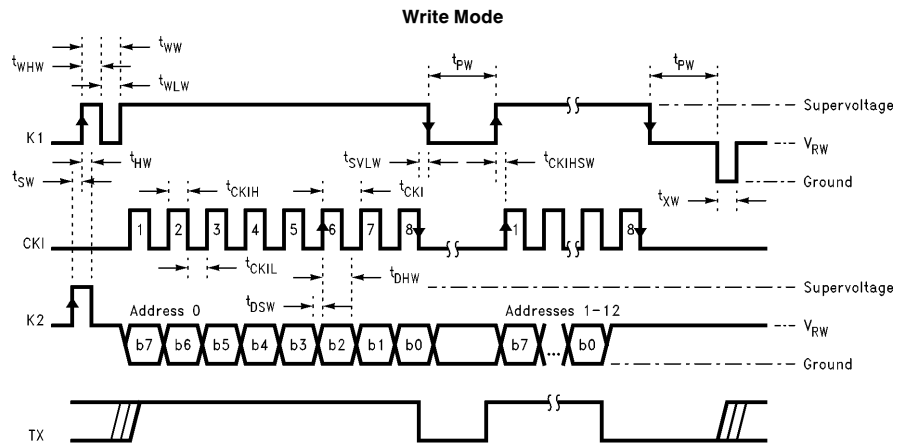 Write Mode
tWW
tWHW
tWLW
tPW
tPW
K1
Supervoltage
VRW
Ground
tHW
tSW
tSVLW
tCKIHSW
tXW
tCKIH
tCKI
CKI
1 2 3 4 5 6 7 8 1 8
tCKIL
tDHW
tDSW
Supervoltage
K2
Address 0
Addresses 1–12
VRW
b7 b6 b5 b4 b3 b2 b1 b0 b7 ... b0
Ground
TX